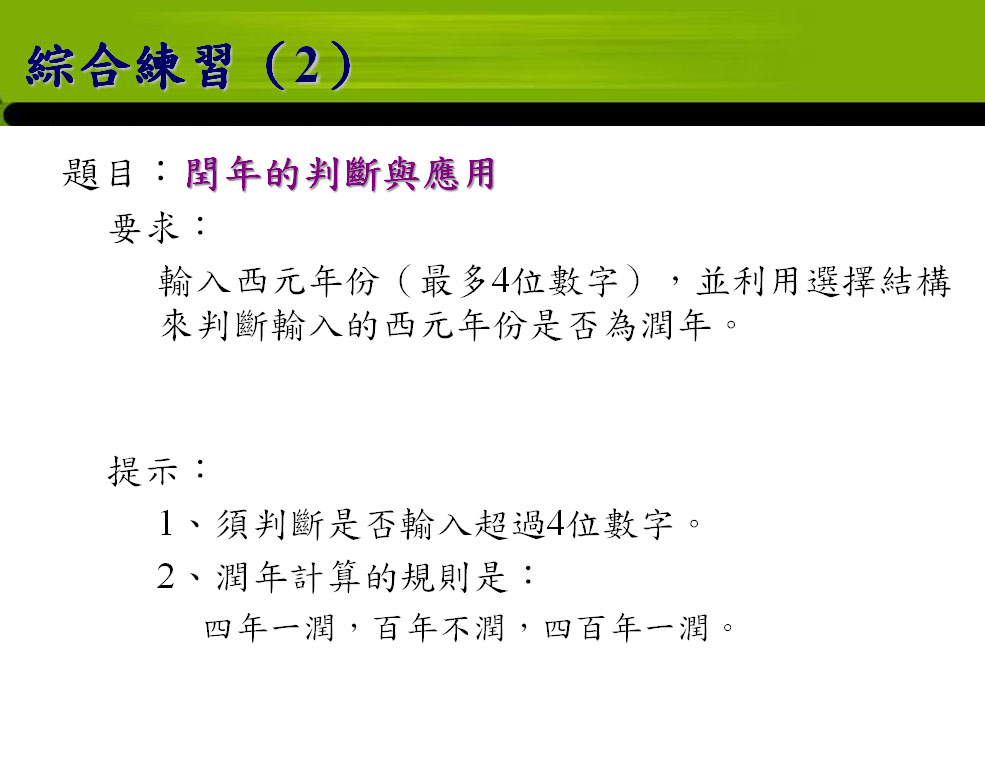 綜合練習（2）
題目：閏年的判斷與應用
要求：
輸入西元年份（最多4位數字），並利用選擇結構
來判斷輸入的西元年份是否為潤年。
提示：
1、須判斷是否輸入超過4位數字。
2、潤年計算的規則是：
四年一潤，百年不潤，四百年一潤。